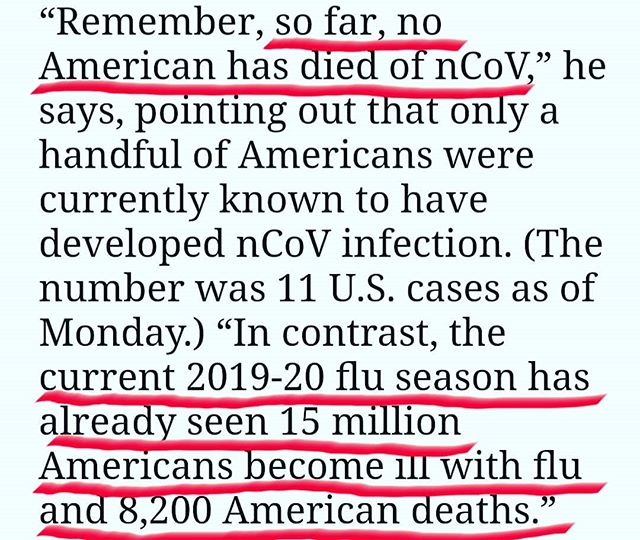 “Remember, so far, no
American has died of nCoV,” he
says, pointing out that only a
handful of Americans were
currently known to have
developed nCoV infection. (The
number was 11 U.S. cases as of
Monday.) “In contrast, the
current 2019-20 flu season has
already seen 15 million
Americans become ill with flu
and 8,200 American deaths.”